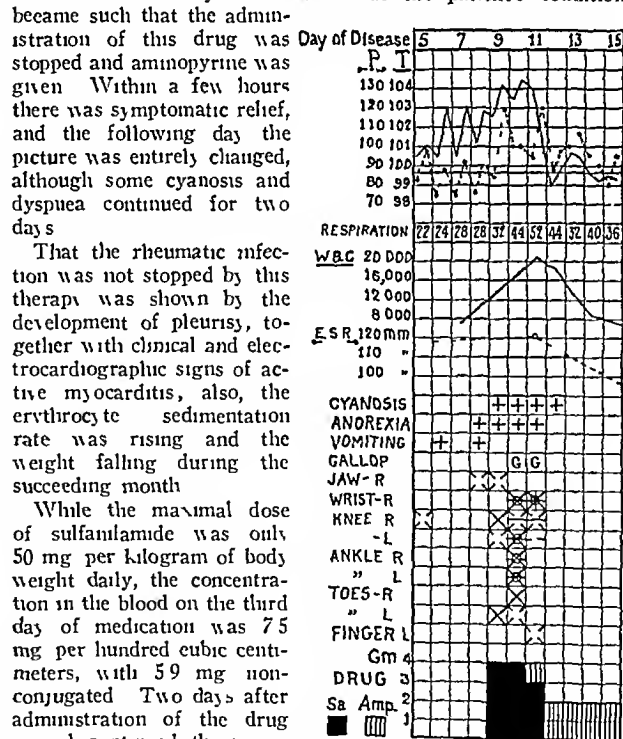 became such that the admin-
istration of this drug was
stopped and aminopyrine was
given Within a few hours
there was symptomatic relief,
and the following day the
picture was entirely changed,
although some cyanosis and
dyspnea continued for two
days
That the rheumatic infec-
tion was not stopped by this
therapy was shown by the
development of pleurisy, to-
gether with clinical and elec-
trocardiographic signs of ac-
tive myocarditis, also, the
erythrocyte sedimentation
rate was rising and the
weight falling during the
succeeding month
While the maximal dose
of sulfanilamide was only
50 mg per kilogram of body
weight daily, the concentra-
tion in the blood on the third
day of medication was 7 5
mg per hundred cubic centi-
meters, with 5 9 mg non-
conjugated Two days after
administration of the drug
Day of Disease 5 7 9 11 13 15
P. T
130 104
120 103
110 102
100 101
90 100
80 99
70 98
RESPIRATION 22 24 28 28 32 44 52 44 32 40 36
W.B.C 20 000
16,000
12 000
8 000
E S R. 120 mm
110 "
100 "
CYANOSIS + + + +
ANOREXIA + + + +
VOMITING + +
GALLOP G G
JAW-R
WRIST-R
KNEE R
-L
ANKLE R
" L
TOES-R
" L
FINGER L
Gm 4
DRUG 3
Sa Amp. 2
1